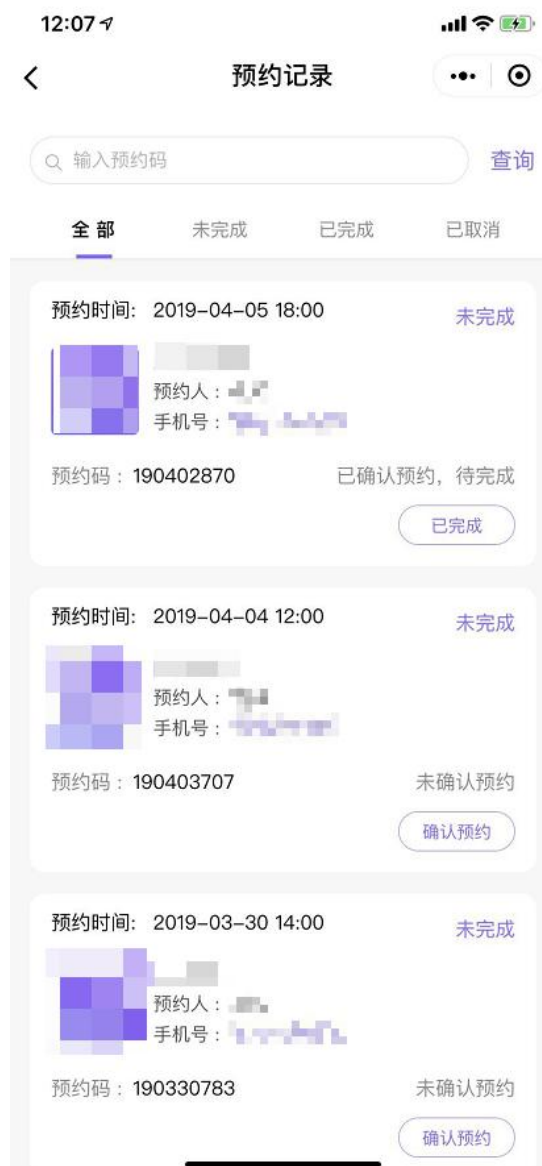 12:07
预约记录
输入预约码
查询
全部 未完成 已完成 已取消
预约时间: 2019-04-05 18:00 未完成
预约人：
手机号：
预约码：190402870 已确认预约, 待完成
已完成
预约时间: 2019-04-04 12:00 未完成
预约人：
手机号：
预约码：190403707 未确认预约
确认预约
预约时间: 2019-03-30 14:00 未完成
预约人：
手机号：
预约码：190330783 未确认预约
确认预约